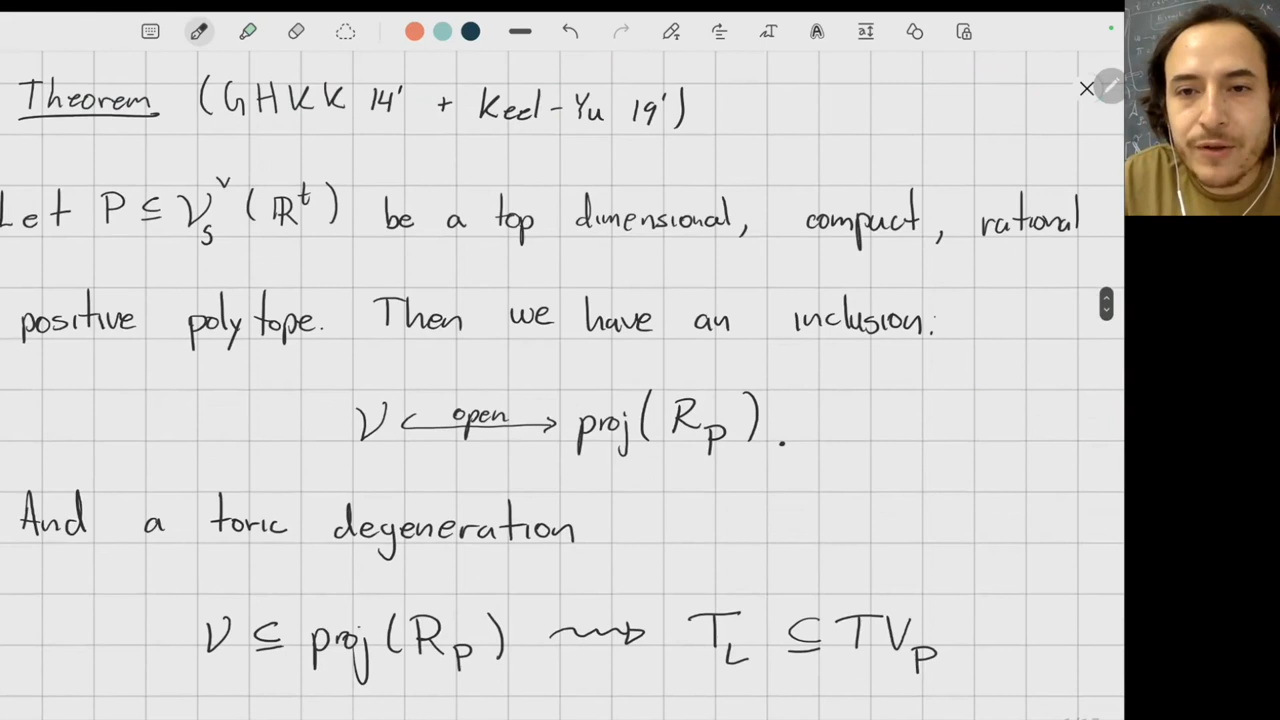 Theorem (GHKK 14' + Keel-Yu 19')
Let P ⊆ 𝒱_s^∨(ℝ^t) be a top dimensional, compact, rational
positive polytope. Then we have an inclusion:
𝒱 ⟵open⟶ proj(R_P).
And a toric degeneration
𝒱 ⊆ proj(R_P) ⇝ T_L ⊆ TV_P